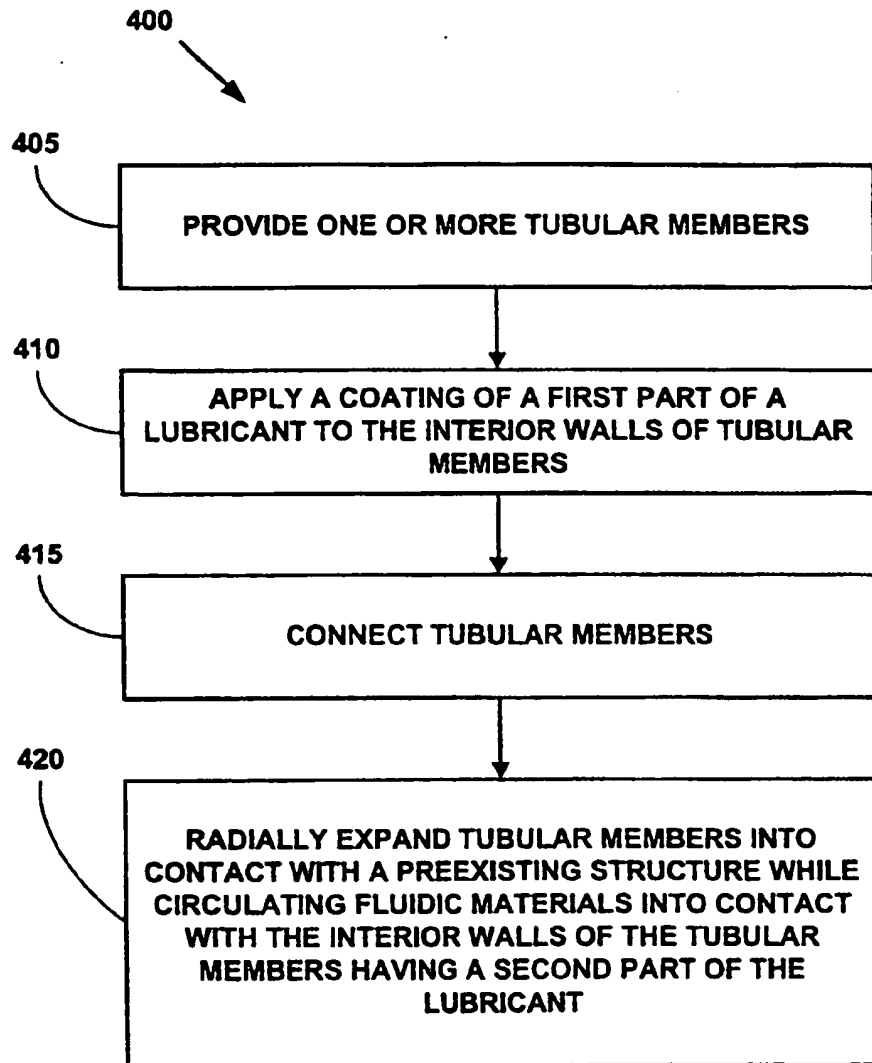 400
405
PROVIDE ONE OR MORE TUBULAR MEMBERS
410
APPLY A COATING OF A FIRST PART OF A
LUBRICANT TO THE INTERIOR WALLS OF TUBULAR
MEMBERS
415
CONNECT TUBULAR MEMBERS
420
RADIALLY EXPAND TUBULAR MEMBERS INTO
CONTACT WITH A PREEXISTING STRUCTURE WHILE
CIRCULATING FLUIDIC MATERIALS INTO CONTACT
WITH THE INTERIOR WALLS OF THE TUBULAR
MEMBERS HAVING A SECOND PART OF THE
LUBRICANT